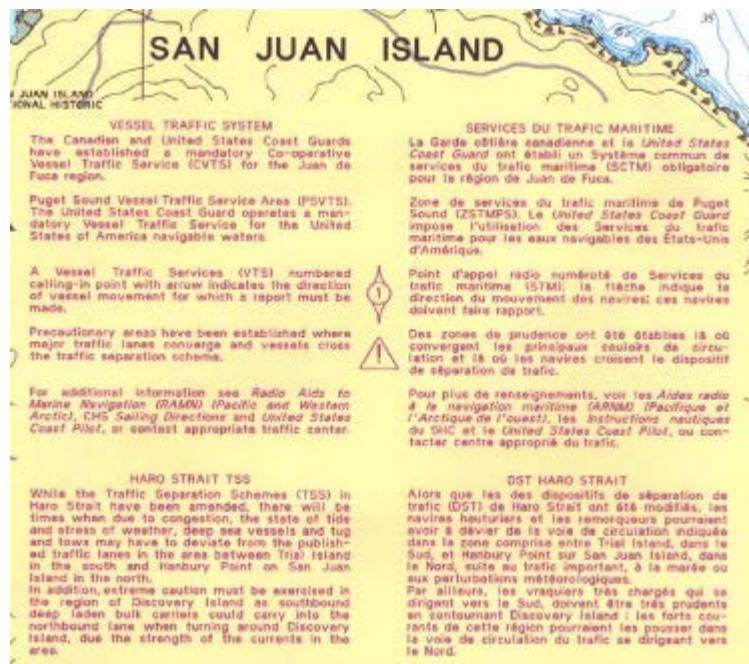 SAN JUAN ISLAND
JUAN ISLAND
IONAL HISTORIC
35
61
35
VESSEL TRAFFIC SYSTEM
The Canadian and United States Coast Guards
have established a mandatory Co-operative
Vessel Traffic Service (CVTS) for the Juan de
Fuca region.
Puget Sound Vessel Traffic Service Area (PSVTS).
The United States Coast Guard operates a man-
datory Vessel Traffic Service for the United
States of America navigable waters.
A Vessel Traffic Services (VTS) numbered
calling-in point with arrow indicates the direction
of vessel movement for which a report must be
made.
Precautionary areas have been established where
major traffic lanes converge and vessels cross
the traffic separation scheme.
For additional information see Radio Aids to
Marine Navigation (RAMN) (Pacific and Western
Arctic), CHS Sailing Directions and United States
Coast Pilot, or contact appropriate traffic center.
HARO STRAIT TSS
While the Traffic Separation Schemes (TSS) in
Haro Strait have been amended, there will be
times when due to congestion, the state of tide
and stress of weather, deep sea vessels and tug
and tows may have to deviate from the publish-
ed traffic lanes in the area between Trial Island
in the south and Hanbury Point on San Juan
Island in the north.
In addition, extreme caution must be exercised in
the region of Discovery Island as southbound
deep laden bulk carriers could carry into the
northbound lane when turning around Discovery
Island, due the strength of the currents in the
area.
1
SERVICES DU TRAFIC MARITIME
La Garde côtière canadienne et la United States
Coast Guard ont établi un Système commun de
services du trafic maritime (SCTM) obligatoire
pour la région de Juan de Fuca.
Zone de services du trafic maritime de Puget
Sound (ZSTMPS). Le United States Coast Guard
impose l'utilisation des Services du trafic
maritime pour les eaux navigables des États-Unis
d'Amérique.
Point d'appel radio numéroté de Services du
trafic maritime (STM); la flèche indique la
direction du mouvement des navires; ces navires
doivent faire rapport.
Des zones de prudence ont été établies là où
convergent les principaux couloirs de circu-
lation et là où les navires croisent le dispositif
de séparation de trafic.
Pour plus de renseignements, voir les Aides radio
à la navigation maritime (ARNM) (Pacifique et
l'Arctique de l'ouest), les Instructions nautiques
du SHC et le United States Coast Pilot, ou con-
tacter centre approprié du trafic.
DST HARO STRAIT
Alors que les des dispositifs de séparation de
trafic (DST) de Haro Strait ont été modifiés, les
navires hauturiers et les remorqueurs pourraient
avoir à dévier de la voie de circulation indiquée
dans la zone comprise entre Trial Island, dans le
Sud, et Hanbury Point sur San Juan Island, dans
le Nord, suite au trafic important, à la marée ou
aux perturbations météorologiques.
Par ailleurs, les vraquiers très chargés qui se
dirigent vers le Sud, doivent être très prudents
en contournant Discovery Island : les forts cou-
rants de cette région pourraient les pousser dans
la voie de circulation du trafic se dirigeant vers
le Nord.